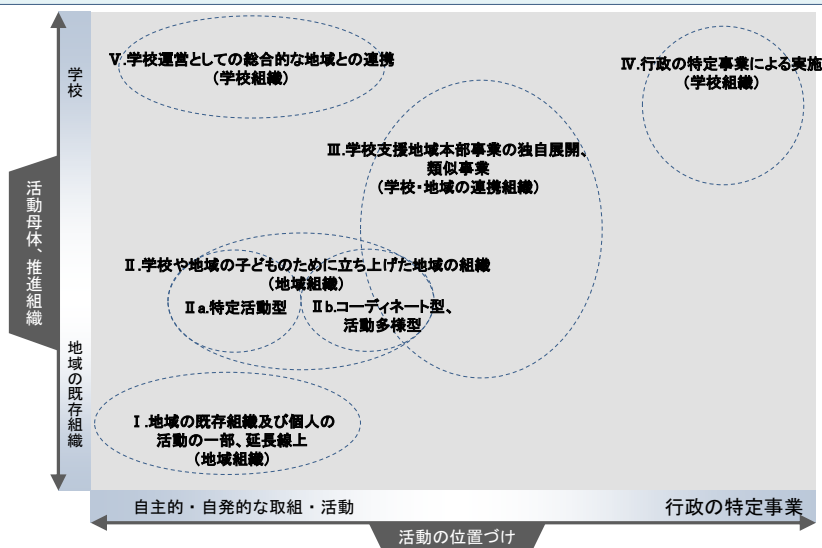 学校
Ⅴ.学校運営としての総合的な地域との連携
(学校組織)
Ⅳ.行政の特定事業による実施
(学校組織)
Ⅲ.学校支援地域本部事業の独自展開、
類似事業
(学校・地域の連携組織)
活動母体、推進組織
Ⅱ.学校や地域の子どものために立ち上げた地域の組織
(地域組織)
Ⅱa.特定活動型
Ⅱb.コーディネート型、
活動多様型
地域の既存組織
Ⅰ.地域の既存組織及び個人の
活動の一部、延長線上
(地域組織)
自主的・自発的な取組・活動
行政の特定事業
活動の位置づけ